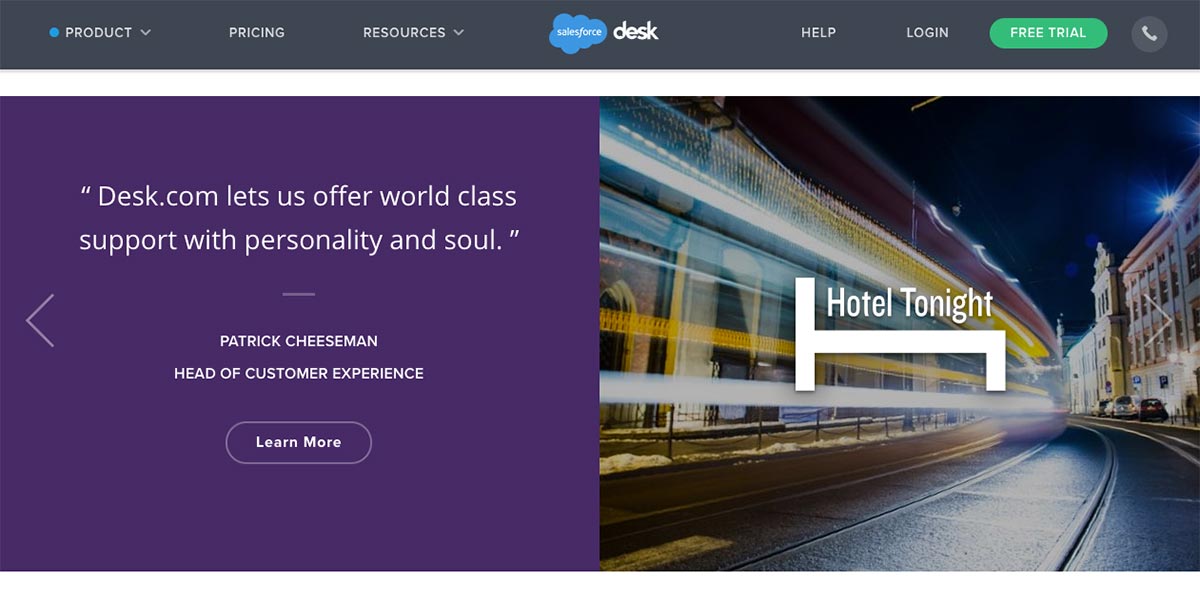 PRODUCT
PRICING
RESOURCES
salesforce desk
HELP
LOGIN
FREE TRIAL
“ Desk.com lets us offer world class
support with personality and soul. ”
PATRICK CHEESEMAN
HEAD OF CUSTOMER EXPERIENCE
Learn More
Hotel Tonight